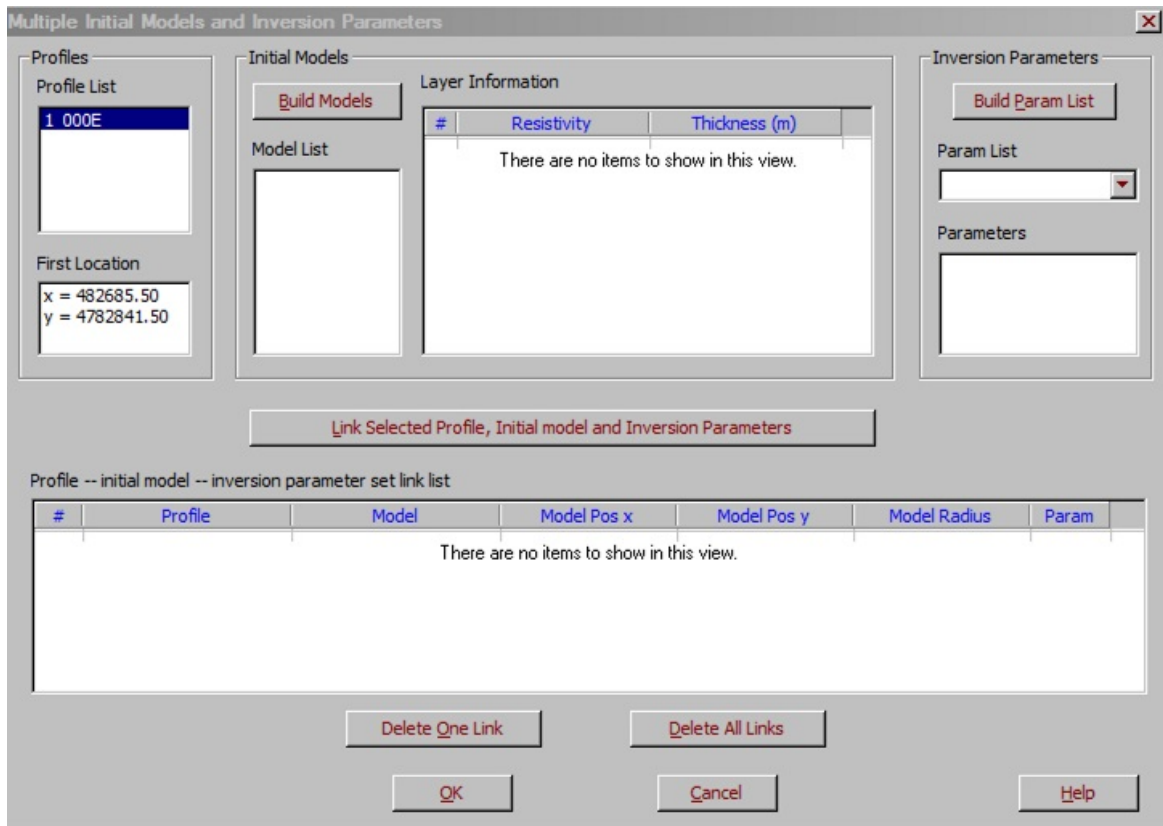 Multiple Initial Models and Inversion Parameters
Profiles
Profile List
1 000E
First Location
x = 482685.50
y = 4782841.50
Initial Models
Build Models
Model List
Layer Information
# Resistivity Thickness (m)
There are no items to show in this view.
Inversion Parameters
Build Param List
Param List
Parameters
Link Selected Profile, Initial model and Inversion Parameters
Profile -- initial model -- inversion parameter set link list
# Profile Model Model Pos x Model Pos y Model Radius Param
There are no items to show in this view.
Delete One Link Delete All Links
OK Cancel Help